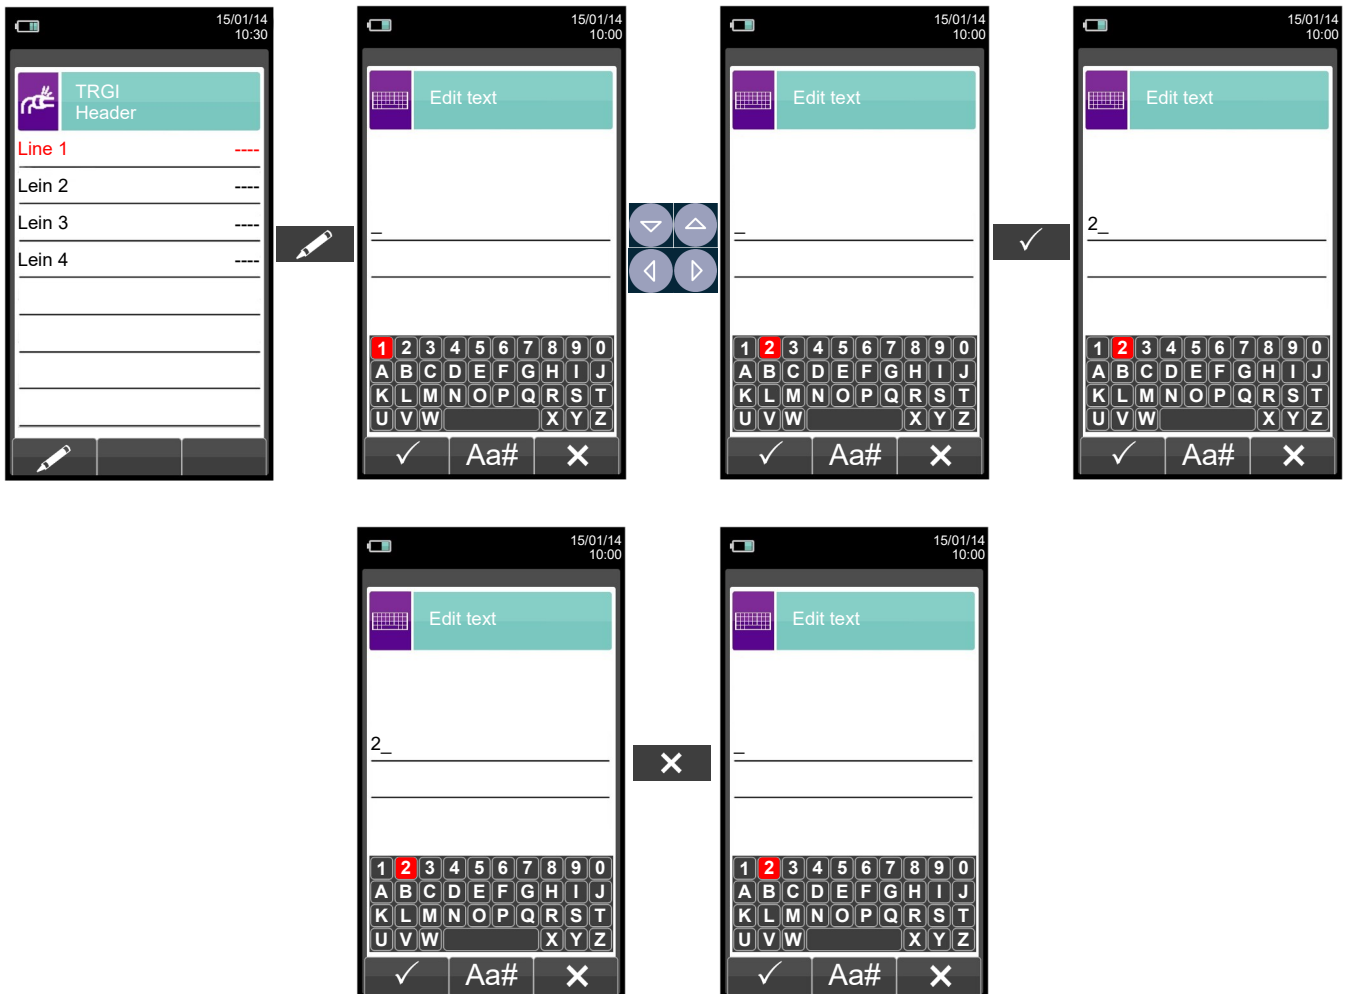 15/01/14
10:30
TRGI
Header
Line 1 ----
Lein 2 ----
Lein 3 ----
Lein 4 ----
15/01/14
10:00
Edit text
_
1 2 3 4 5 6 7 8 9 0
A B C D E F G H I J
K L M N O P Q R S T
U V W X Y Z
Aa#
15/01/14
10:00
Edit text
_
1 2 3 4 5 6 7 8 9 0
A B C D E F G H I J
K L M N O P Q R S T
U V W X Y Z
Aa#
15/01/14
10:00
Edit text
2_
1 2 3 4 5 6 7 8 9 0
A B C D E F G H I J
K L M N O P Q R S T
U V W X Y Z
Aa#
15/01/14
10:00
Edit text
2_
1 2 3 4 5 6 7 8 9 0
A B C D E F G H I J
K L M N O P Q R S T
U V W X Y Z
Aa#
15/01/14
10:00
Edit text
_
1 2 3 4 5 6 7 8 9 0
A B C D E F G H I J
K L M N O P Q R S T
U V W X Y Z
Aa#